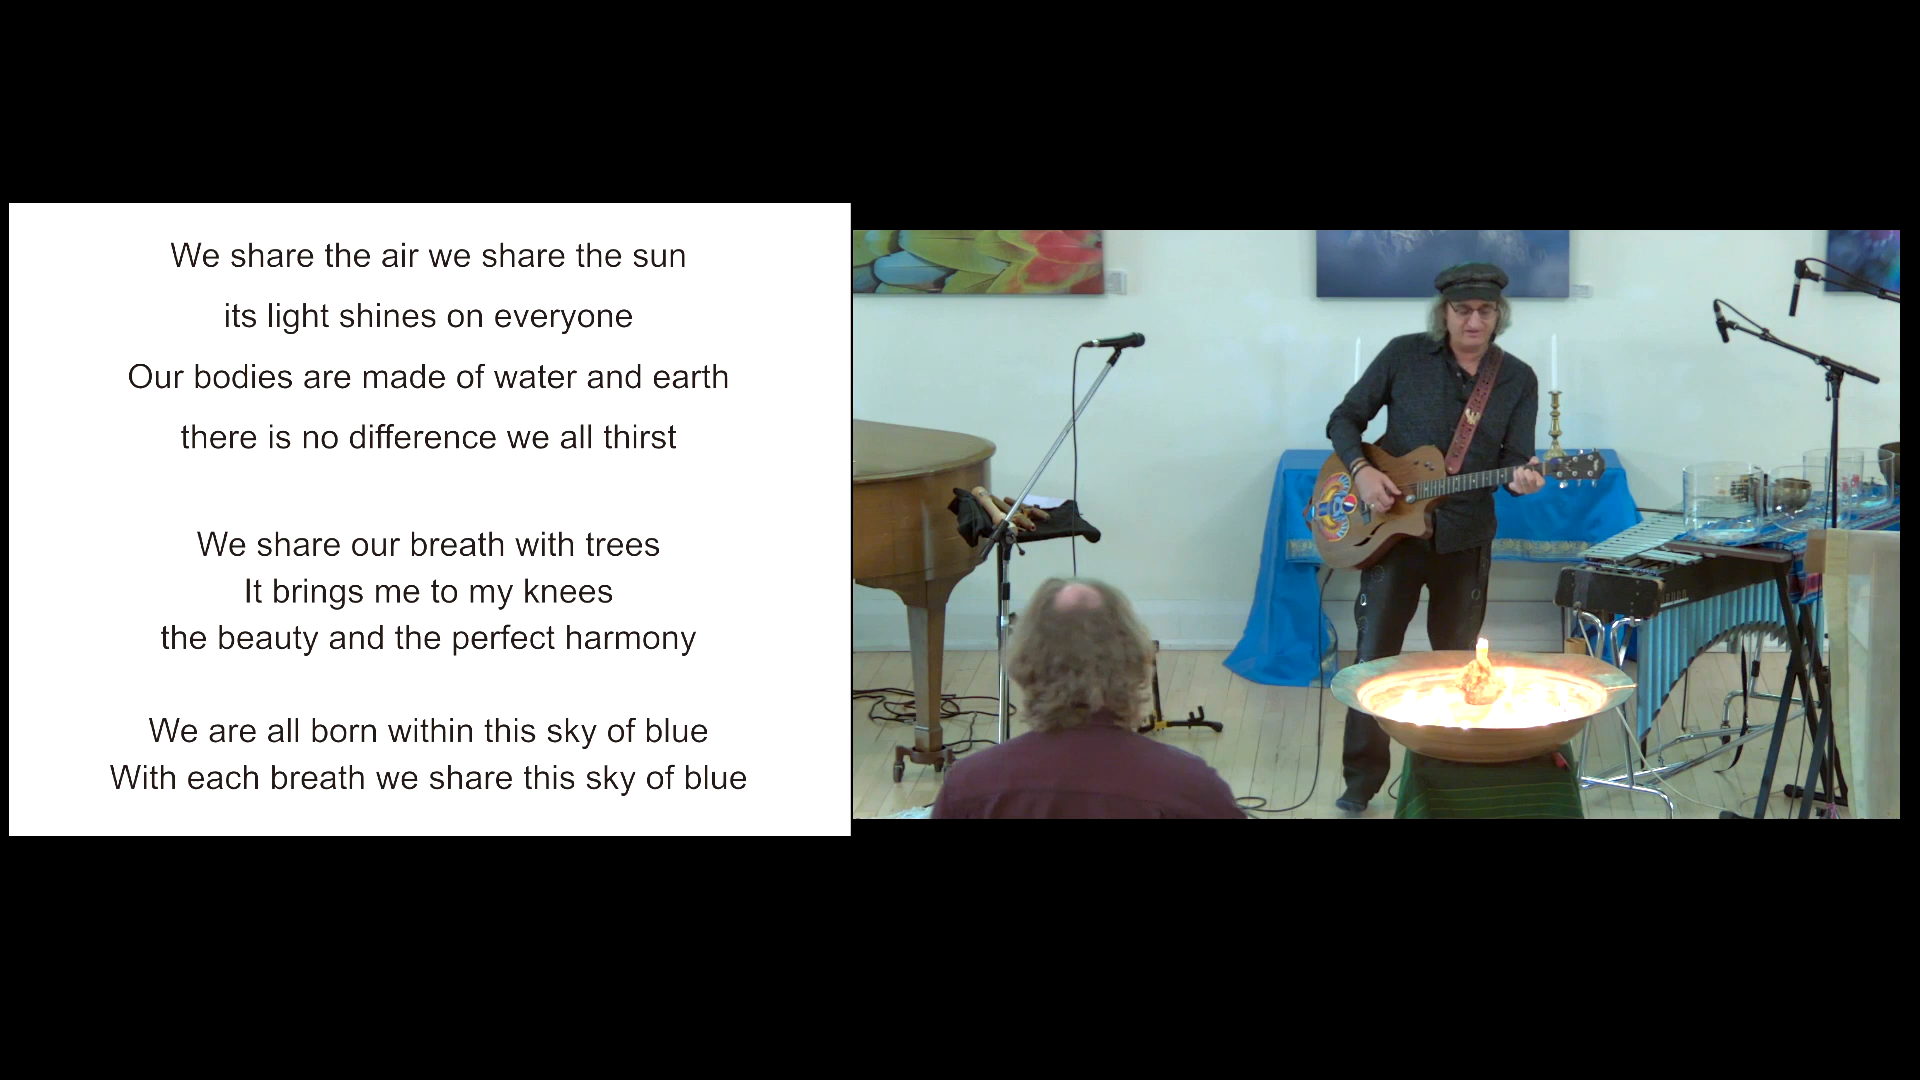 We share the air we share the sun
its light shines on everyone
Our bodies are made of water and earth
there is no difference we all thirst
We share our breath with trees
It brings me to my knees
the beauty and the perfect harmony
We are all born within this sky of blue
With each breath we share this sky of blue